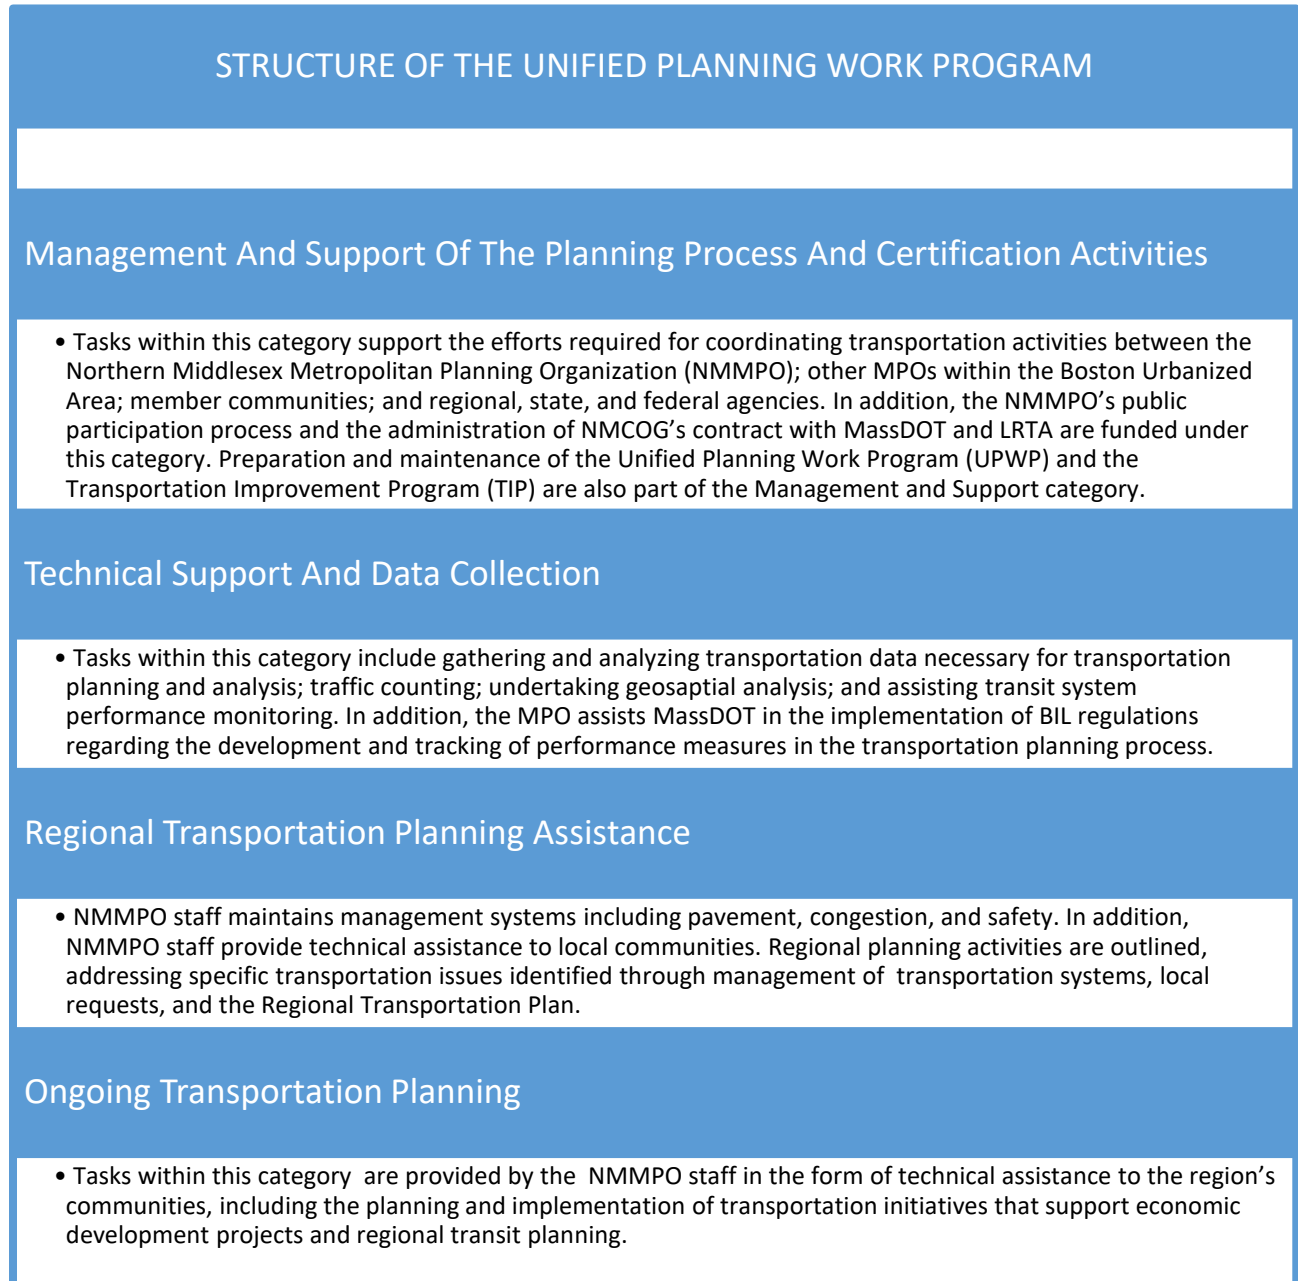 STRUCTURE OF THE UNIFIED PLANNING WORK PROGRAM
Management And Support Of The Planning Process And Certification Activities
• Tasks within this category support the efforts required for coordinating transportation activities between the
Northern Middlesex Metropolitan Planning Organization (NMMPO); other MPOs within the Boston Urbanized
Area; member communities; and regional, state, and federal agencies. In addition, the NMMPO’s public
participation process and the administration of NMCOG’s contract with MassDOT and LRTA are funded under
this category. Preparation and maintenance of the Unified Planning Work Program (UPWP) and the
Transportation Improvement Program (TIP) are also part of the Management and Support category.
Technical Support And Data Collection
• Tasks within this category include gathering and analyzing transportation data necessary for transportation
planning and analysis; traffic counting; undertaking geosaptial analysis; and assisting transit system
performance monitoring. In addition, the MPO assists MassDOT in the implementation of BIL regulations
regarding the development and tracking of performance measures in the transportation planning process.
Regional Transportation Planning Assistance
• NMMPO staff maintains management systems including pavement, congestion, and safety. In addition,
NMMPO staff provide technical assistance to local communities. Regional planning activities are outlined,
addressing specific transportation issues identified through management of  transportation systems, local
requests, and the Regional Transportation Plan.
Ongoing Transportation Planning
• Tasks within this category  are provided by the  NMMPO staff in the form of technical assistance to the region’s
communities, including the planning and implementation of transportation initiatives that support economic
development projects and regional transit planning.